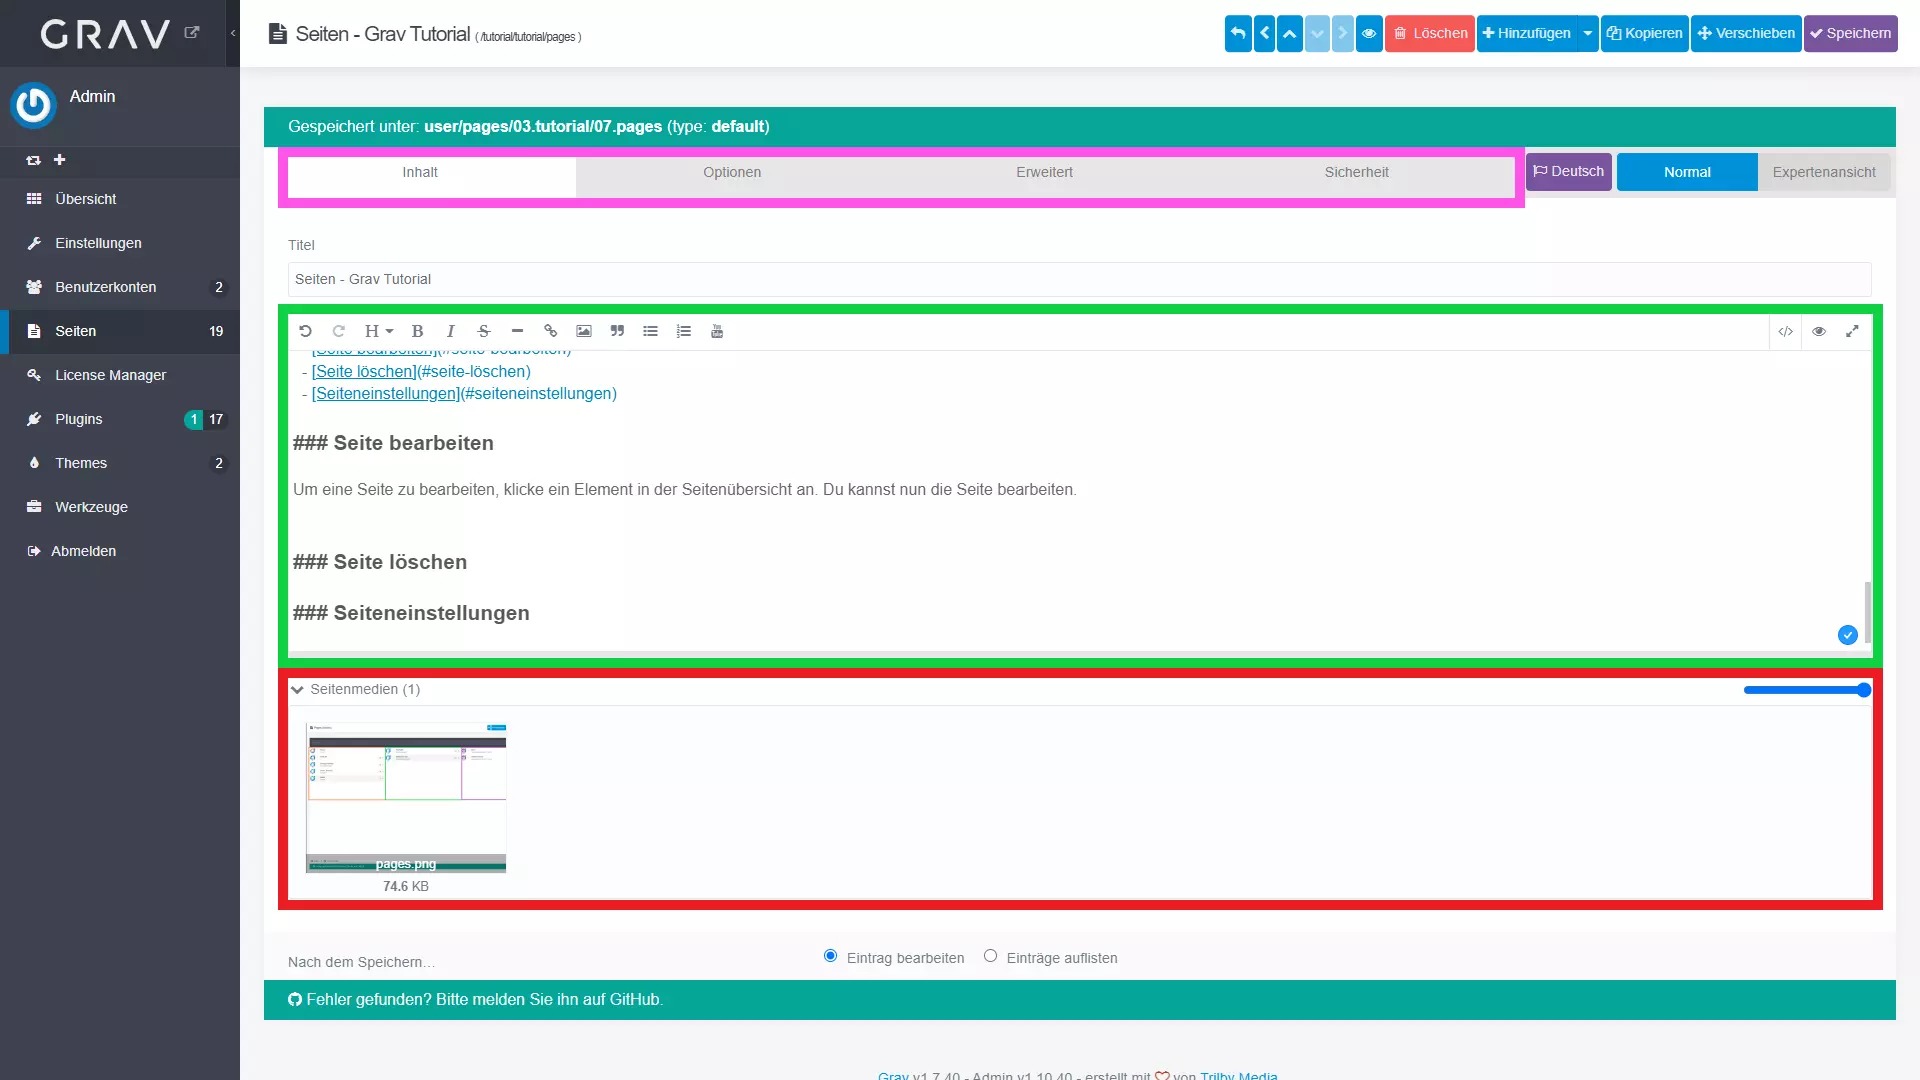 GRAV
Seiten - Grav Tutorial ( /tutorial/tutorial/pages )
Löschen
Hinzufügen
Kopieren
Verschieben
Speichern
Admin
Übersicht
Einstellungen
Benutzerkonten 2
Seiten 19
License Manager
Plugins 1 17
Themes 2
Werkzeuge
Abmelden
Gespeichert unter: user/pages/03.tutorial/07.pages (type: default)
Inhalt Optionen Erweitert Sicherheit Deutsch Normal Expertenansicht
Titel
Seiten - Grav Tutorial
H B I S
[Seite bearbeiten](#seite-bearbeiten)
- [Seite löschen](#seite-löschen)
- [Seiteneinstellungen](#seiteneinstellungen)
### Seite bearbeiten
Um eine Seite zu bearbeiten, klicke ein Element in der Seitenübersicht an. Du kannst nun die Seite bearbeiten.
### Seite löschen
### Seiteneinstellungen
Seitenmedien (1)
pages.png
74.6 KB
Nach dem Speichern…
Eintrag bearbeiten Einträge auflisten
Fehler gefunden? Bitte melden Sie ihn auf GitHub.
Grav v1.7.40 - Admin v1.10.40 - erstellt mit von Trilby Media